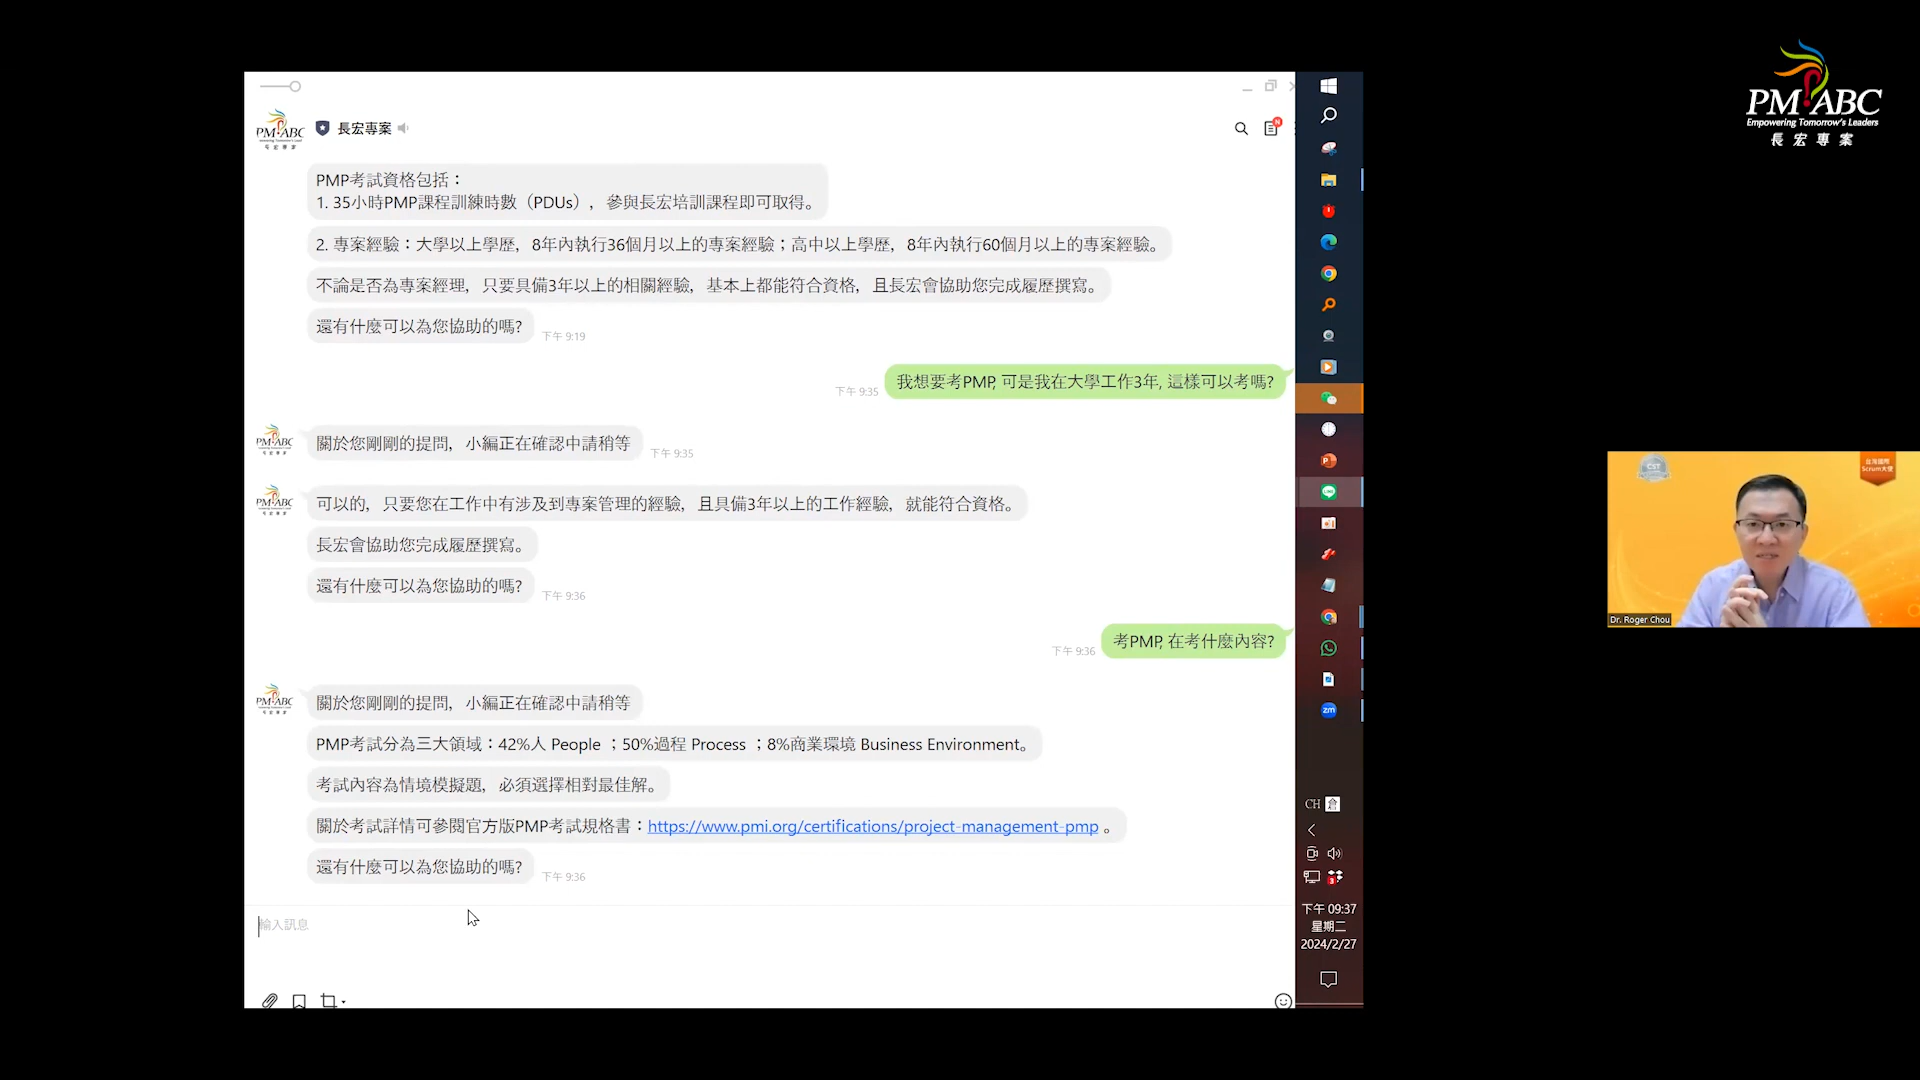 PM ABC
Empowering Tomorrow's Leaders
長宏專案
長宏專案
PMP考試資格包括：
1. 35小時PMP課程訓練時數（PDUs），參與長宏培訓課程即可取得。
2. 專案經驗：大學以上學歷，8年內執行36個月以上的專案經驗；高中以上學歷，8年內執行60個月以上的專案經驗。
不論是否為專案經理，只要具備3年以上的相關經驗，基本上都能符合資格，且長宏會協助您完成履歷撰寫。
還有什麼可以為您協助的嗎?
下午 9:19
我想要考PMP, 可是我在大學工作3年, 這樣可以考嗎?
下午 9:35
關於您剛剛的提問，小編正在確認中請稍等
下午 9:35
可以的，只要您在工作中有涉及到專案管理的經驗，且具備3年以上的工作經驗，就能符合資格。
長宏會協助您完成履歷撰寫。
還有什麼可以為您協助的嗎?
下午 9:36
考PMP, 在考什麼內容?
下午 9:36
關於您剛剛的提問，小編正在確認中請稍等
PMP考試分為三大領域：42%人 People ；50%過程 Process ；8%商業環境 Business Environment。
考試內容為情境模擬題，必須選擇相對最佳解。
關於考試詳情可參閱官方版PMP考試規格書：https://www.pmi.org/certifications/project-management-pmp 。
還有什麼可以為您協助的嗎?
下午 9:36
輸入訊息
CH 倉
下午 09:37
星期二
2024/2/27
zm
CST
台灣國際
Scrum大使
Dr. Roger Chou